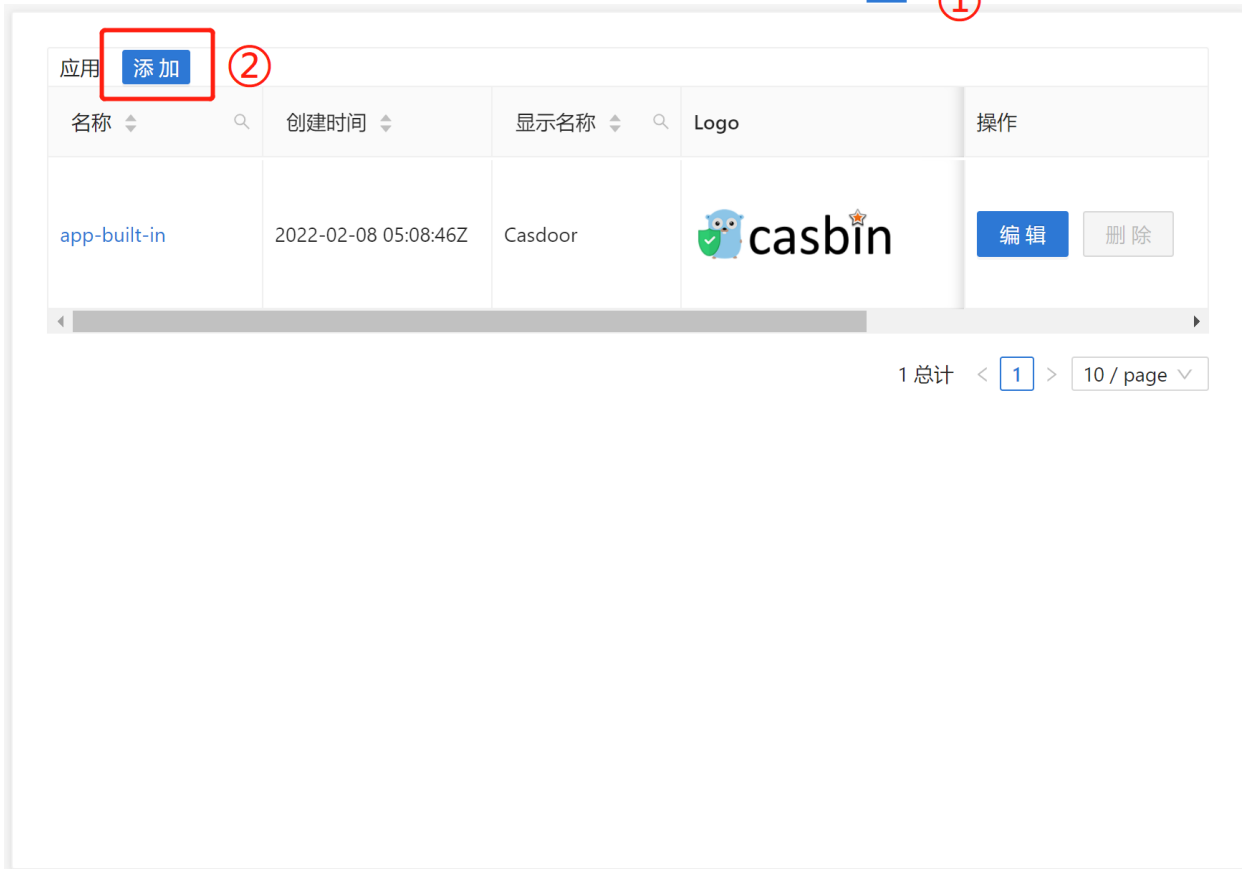 ①
应用 添加 ②
名称 创建时间 显示名称 Logo 操作
app-built-in 2022-02-08 05:08:46Z Casdoor casbin 编辑 删除
1 总计 < 1 > 10 / page